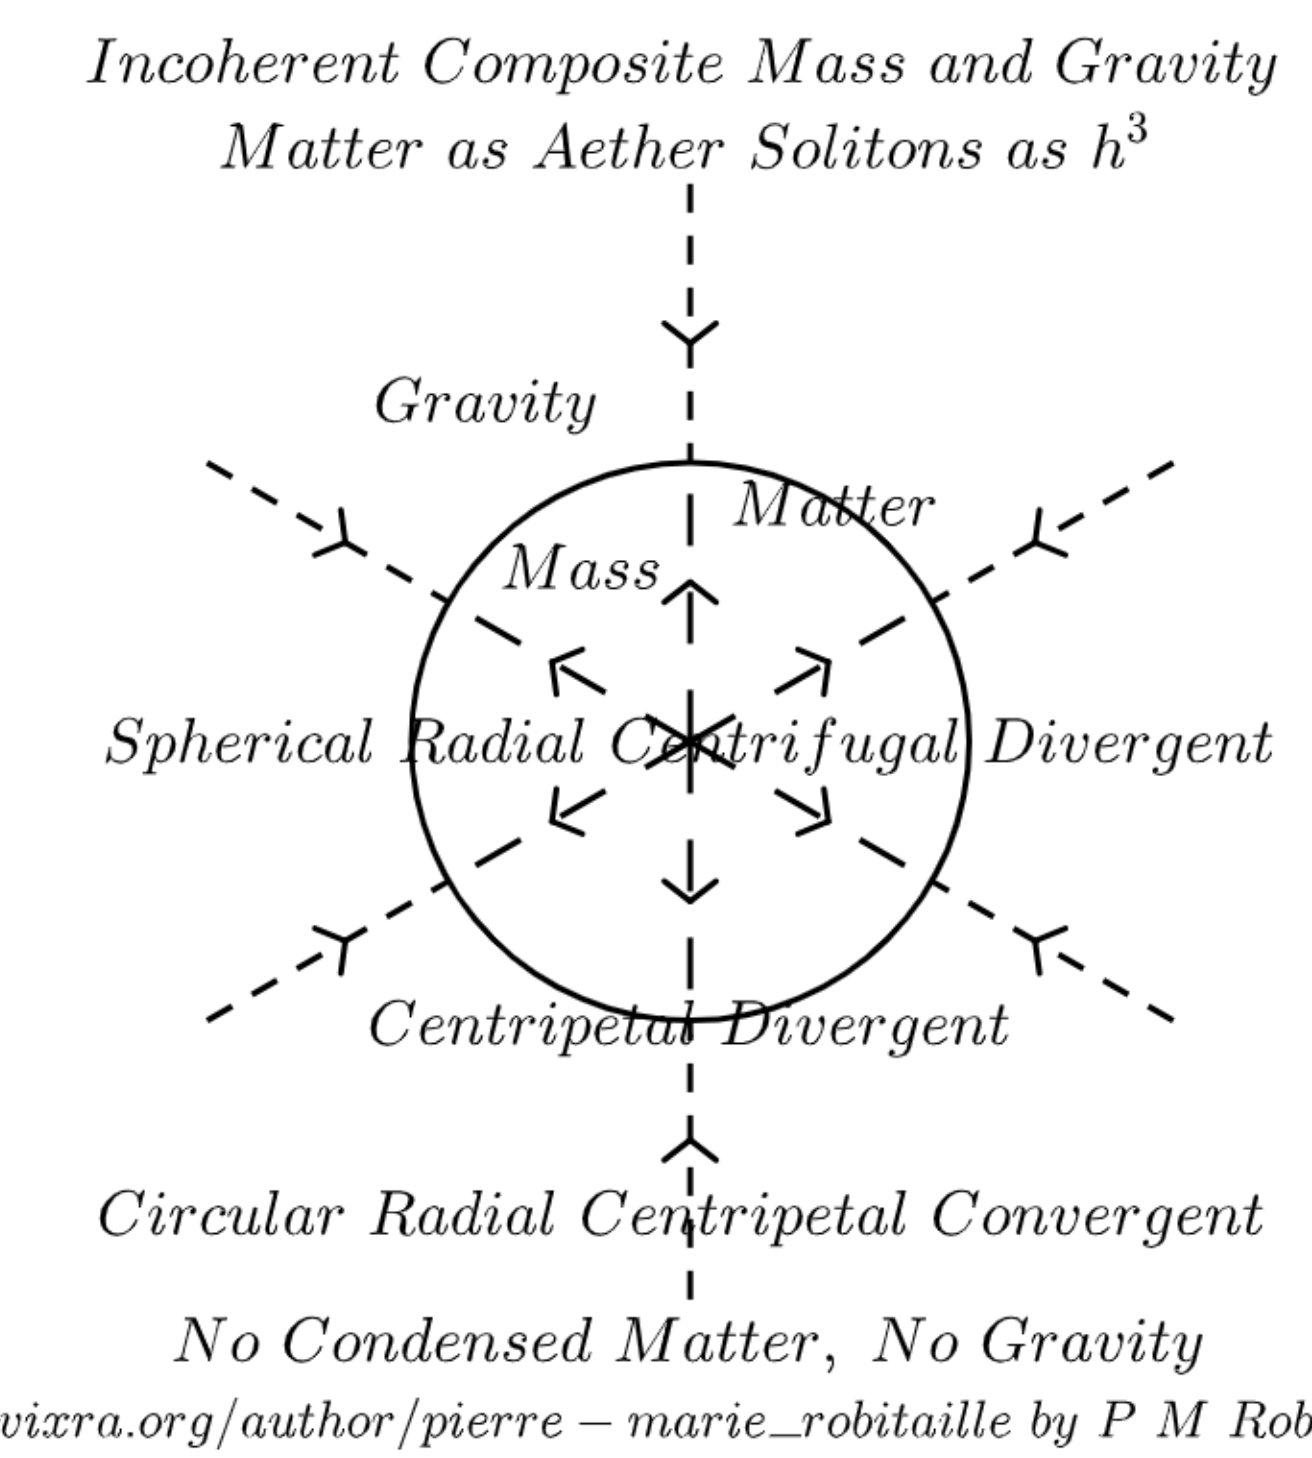 Incoherent Composite Mass and Gravity
Matter as Aether Solitons as h³
Gravity
Matter
Mass
Spherical Radial Centrifugal Divergent
Centripetal Divergent
Circular Radial Centripetal Convergent
No Condensed Matter, No Gravity
vixra.org/author/pierre − marie_robitaille by P M Rob